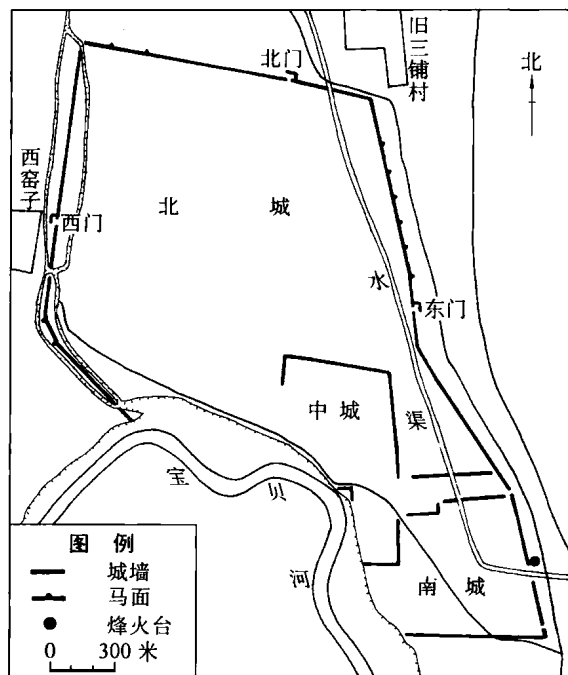 旧三铺村
北门
北
西窑子
西门
北城
水
东门
中城
渠
宝贝河
南城
图例
城墙
马面
烽火台
0 300 米